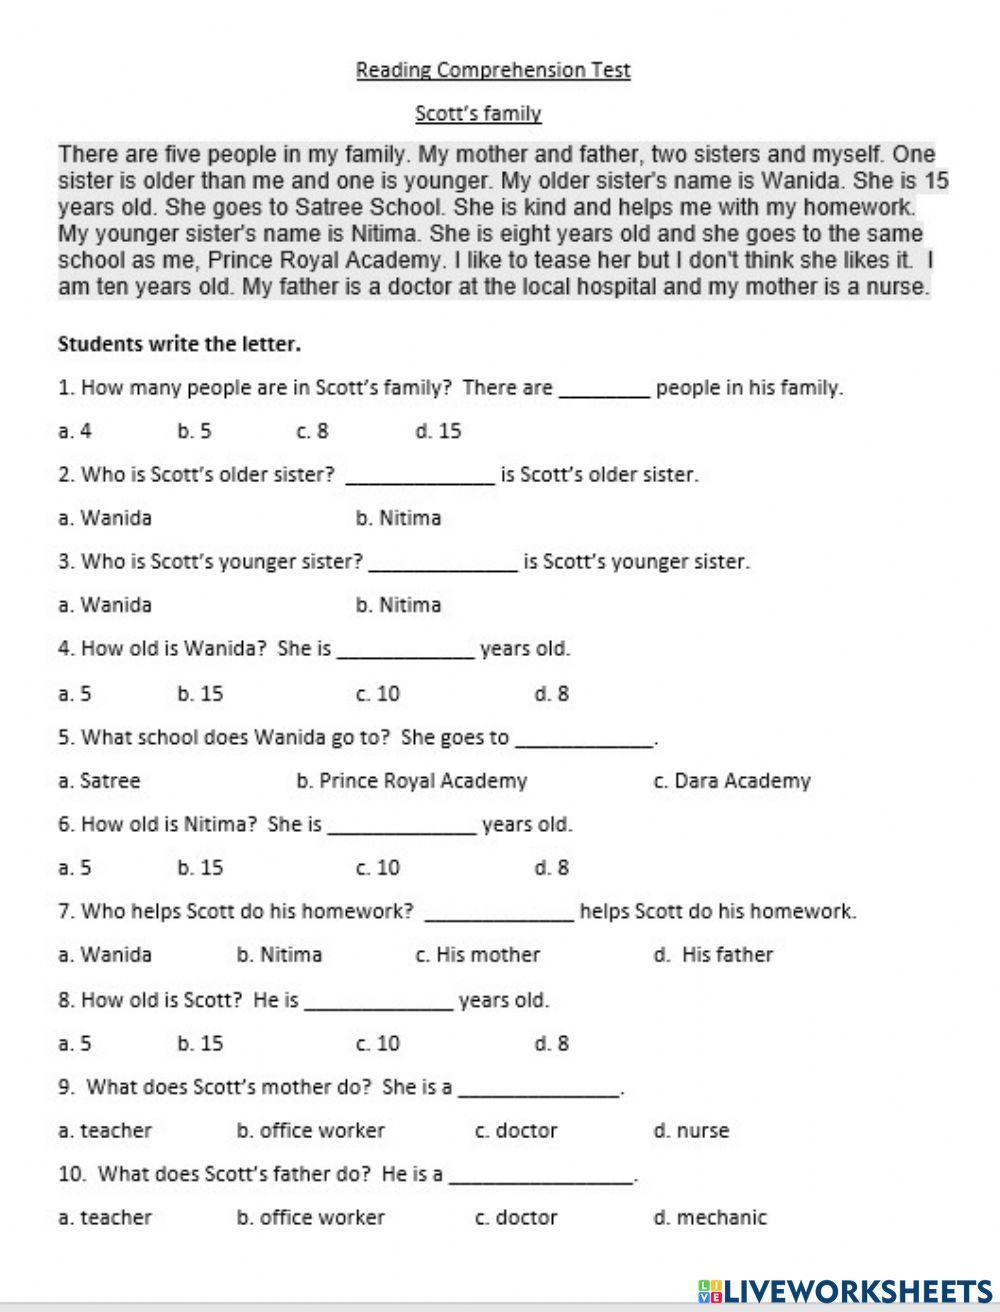 Reading Comprehension Test
Scott's family
There are five people in my family. My mother and father, two sisters and myself. One
sister is older than me and one is younger. My older sister's name is Wanida. She is 15
years old. She goes to Satree School. She is kind and helps me with my homework.
My younger sister's name is Nitima. She is eight years old and she goes to the same
school as me, Prince Royal Academy. I like to tease her but I don't think she likes it. I
am ten years old. My father is a doctor at the local hospital and my mother is a nurse.
Students write the letter.
1. How many people are in Scott's family? There are ________ people in his family.
a. 4 b. 5 c. 8 d. 15
2. Who is Scott's older sister? _____________ is Scott's older sister.
a. Wanida b. Nitima
3. Who is Scott's younger sister? _____________ is Scott's younger sister.
a. Wanida b. Nitima
4. How old is Wanida? She is ____________ years old.
a. 5 b. 15 c. 10 d. 8
5. What school does Wanida go to? She goes to ____________.
a. Satree b. Prince Royal Academy c. Dara Academy
6. How old is Nitima? She is _____________ years old.
a. 5 b. 15 c. 10 d. 8
7. Who helps Scott do his homework? _____________ helps Scott do his homework.
a. Wanida b. Nitima c. His mother d. His father
8. How old is Scott? He is _____________ years old.
a. 5 b. 15 c. 10 d. 8
9. What does Scott's mother do? She is a ______________.
a. teacher b. office worker c. doctor d. nurse
10. What does Scott's father do? He is a ________________.
a. teacher b. office worker c. doctor d. mechanic
LIVE LIVEWORKSHEETS